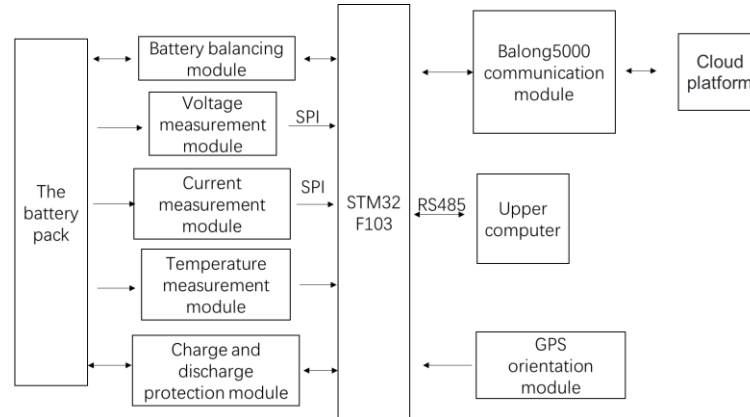 The
battery
pack
Battery balancing
module
Voltage
measurement
module
SPI
Current
measurement
module
SPI
Temperature
measurement
module
Charge and
discharge
protection module
STM32
F103
Balong5000
communication
module
Cloud
platform
RS485
Upper
computer
GPS
orientation
module